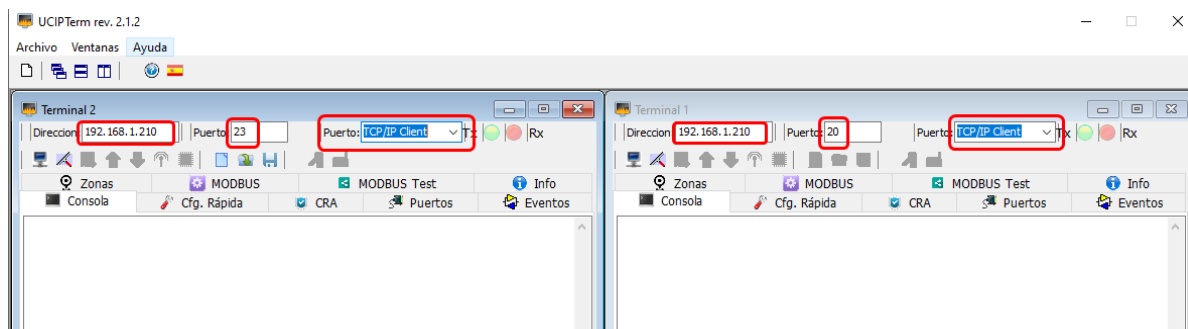 UCIPTerm rev. 2.1.2
Archivo Ventanas Ayuda
Terminal 2
Direccion 192.168.1.210 Puerto 23 Puerto: TCP/IP Client Tx Rx
Zonas MODBUS MODBUS Test Info
Consola Cfg. Rápida CRA Puertos Eventos
Terminal 1
Direccion 192.168.1.210 Puerto 20 Puerto: TCP/IP Client Tx Rx
Zonas MODBUS MODBUS Test Info
Consola Cfg. Rápida CRA Puertos Eventos